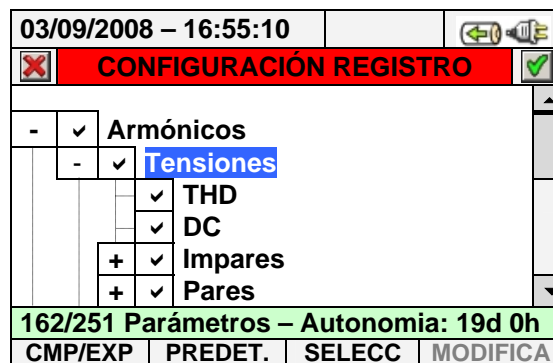 03/09/2008 – 16:55:10
CONFIGURACIÓN REGISTRO
- Armónicos
- Tensiones
THD
DC
+ Impares
+ Pares
162/251 Parámetros – Autonomia: 19d 0h
CMP/EXP PREDET. SELECC MODIFICA